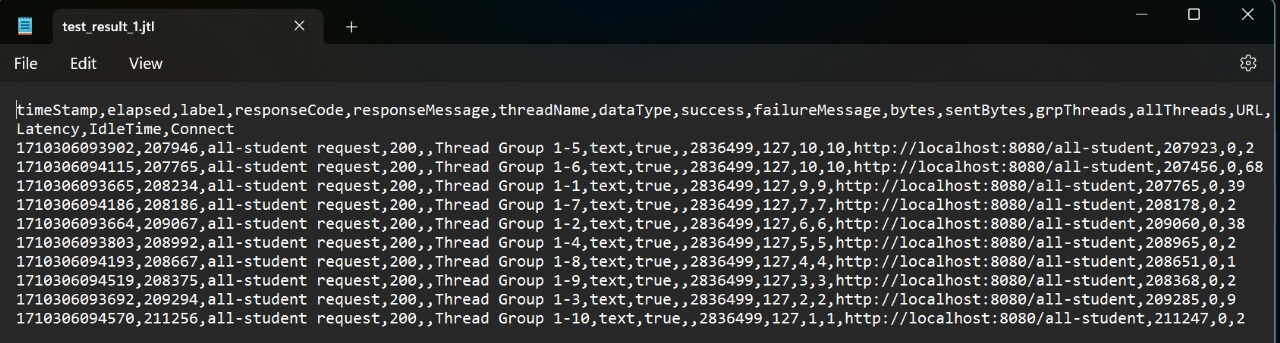 test_result_1.jtl
File Edit View
timeStamp,elapsed,label,responseCode,responseMessage,threadName,dataType,success,failureMessage,bytes,sentBytes,grpThreads,allThreads,URL,
Latency,IdleTime,Connect
1710306093902,207946,all-student request,200,,Thread Group 1-5,text,true,,2836499,127,10,10,http://localhost:8080/all-student,207923,0,2
1710306094115,207765,all-student request,200,,Thread Group 1-6,text,true,,2836499,127,10,10,http://localhost:8080/all-student,207456,0,68
1710306093665,208234,all-student request,200,,Thread Group 1-1,text,true,,2836499,127,9,9,http://localhost:8080/all-student,207765,0,39
1710306094186,208186,all-student request,200,,Thread Group 1-7,text,true,,2836499,127,7,7,http://localhost:8080/all-student,208178,0,2
1710306093664,209067,all-student request,200,,Thread Group 1-2,text,true,,2836499,127,6,6,http://localhost:8080/all-student,209060,0,38
1710306093803,208992,all-student request,200,,Thread Group 1-4,text,true,,2836499,127,5,5,http://localhost:8080/all-student,208965,0,2
1710306094193,208667,all-student request,200,,Thread Group 1-8,text,true,,2836499,127,4,4,http://localhost:8080/all-student,208651,0,1
1710306094519,208375,all-student request,200,,Thread Group 1-9,text,true,,2836499,127,3,3,http://localhost:8080/all-student,208368,0,2
1710306093692,209294,all-student request,200,,Thread Group 1-3,text,true,,2836499,127,2,2,http://localhost:8080/all-student,209285,0,9
1710306094570,211256,all-student request,200,,Thread Group 1-10,text,true,,2836499,127,1,1,http://localhost:8080/all-student,211247,0,2